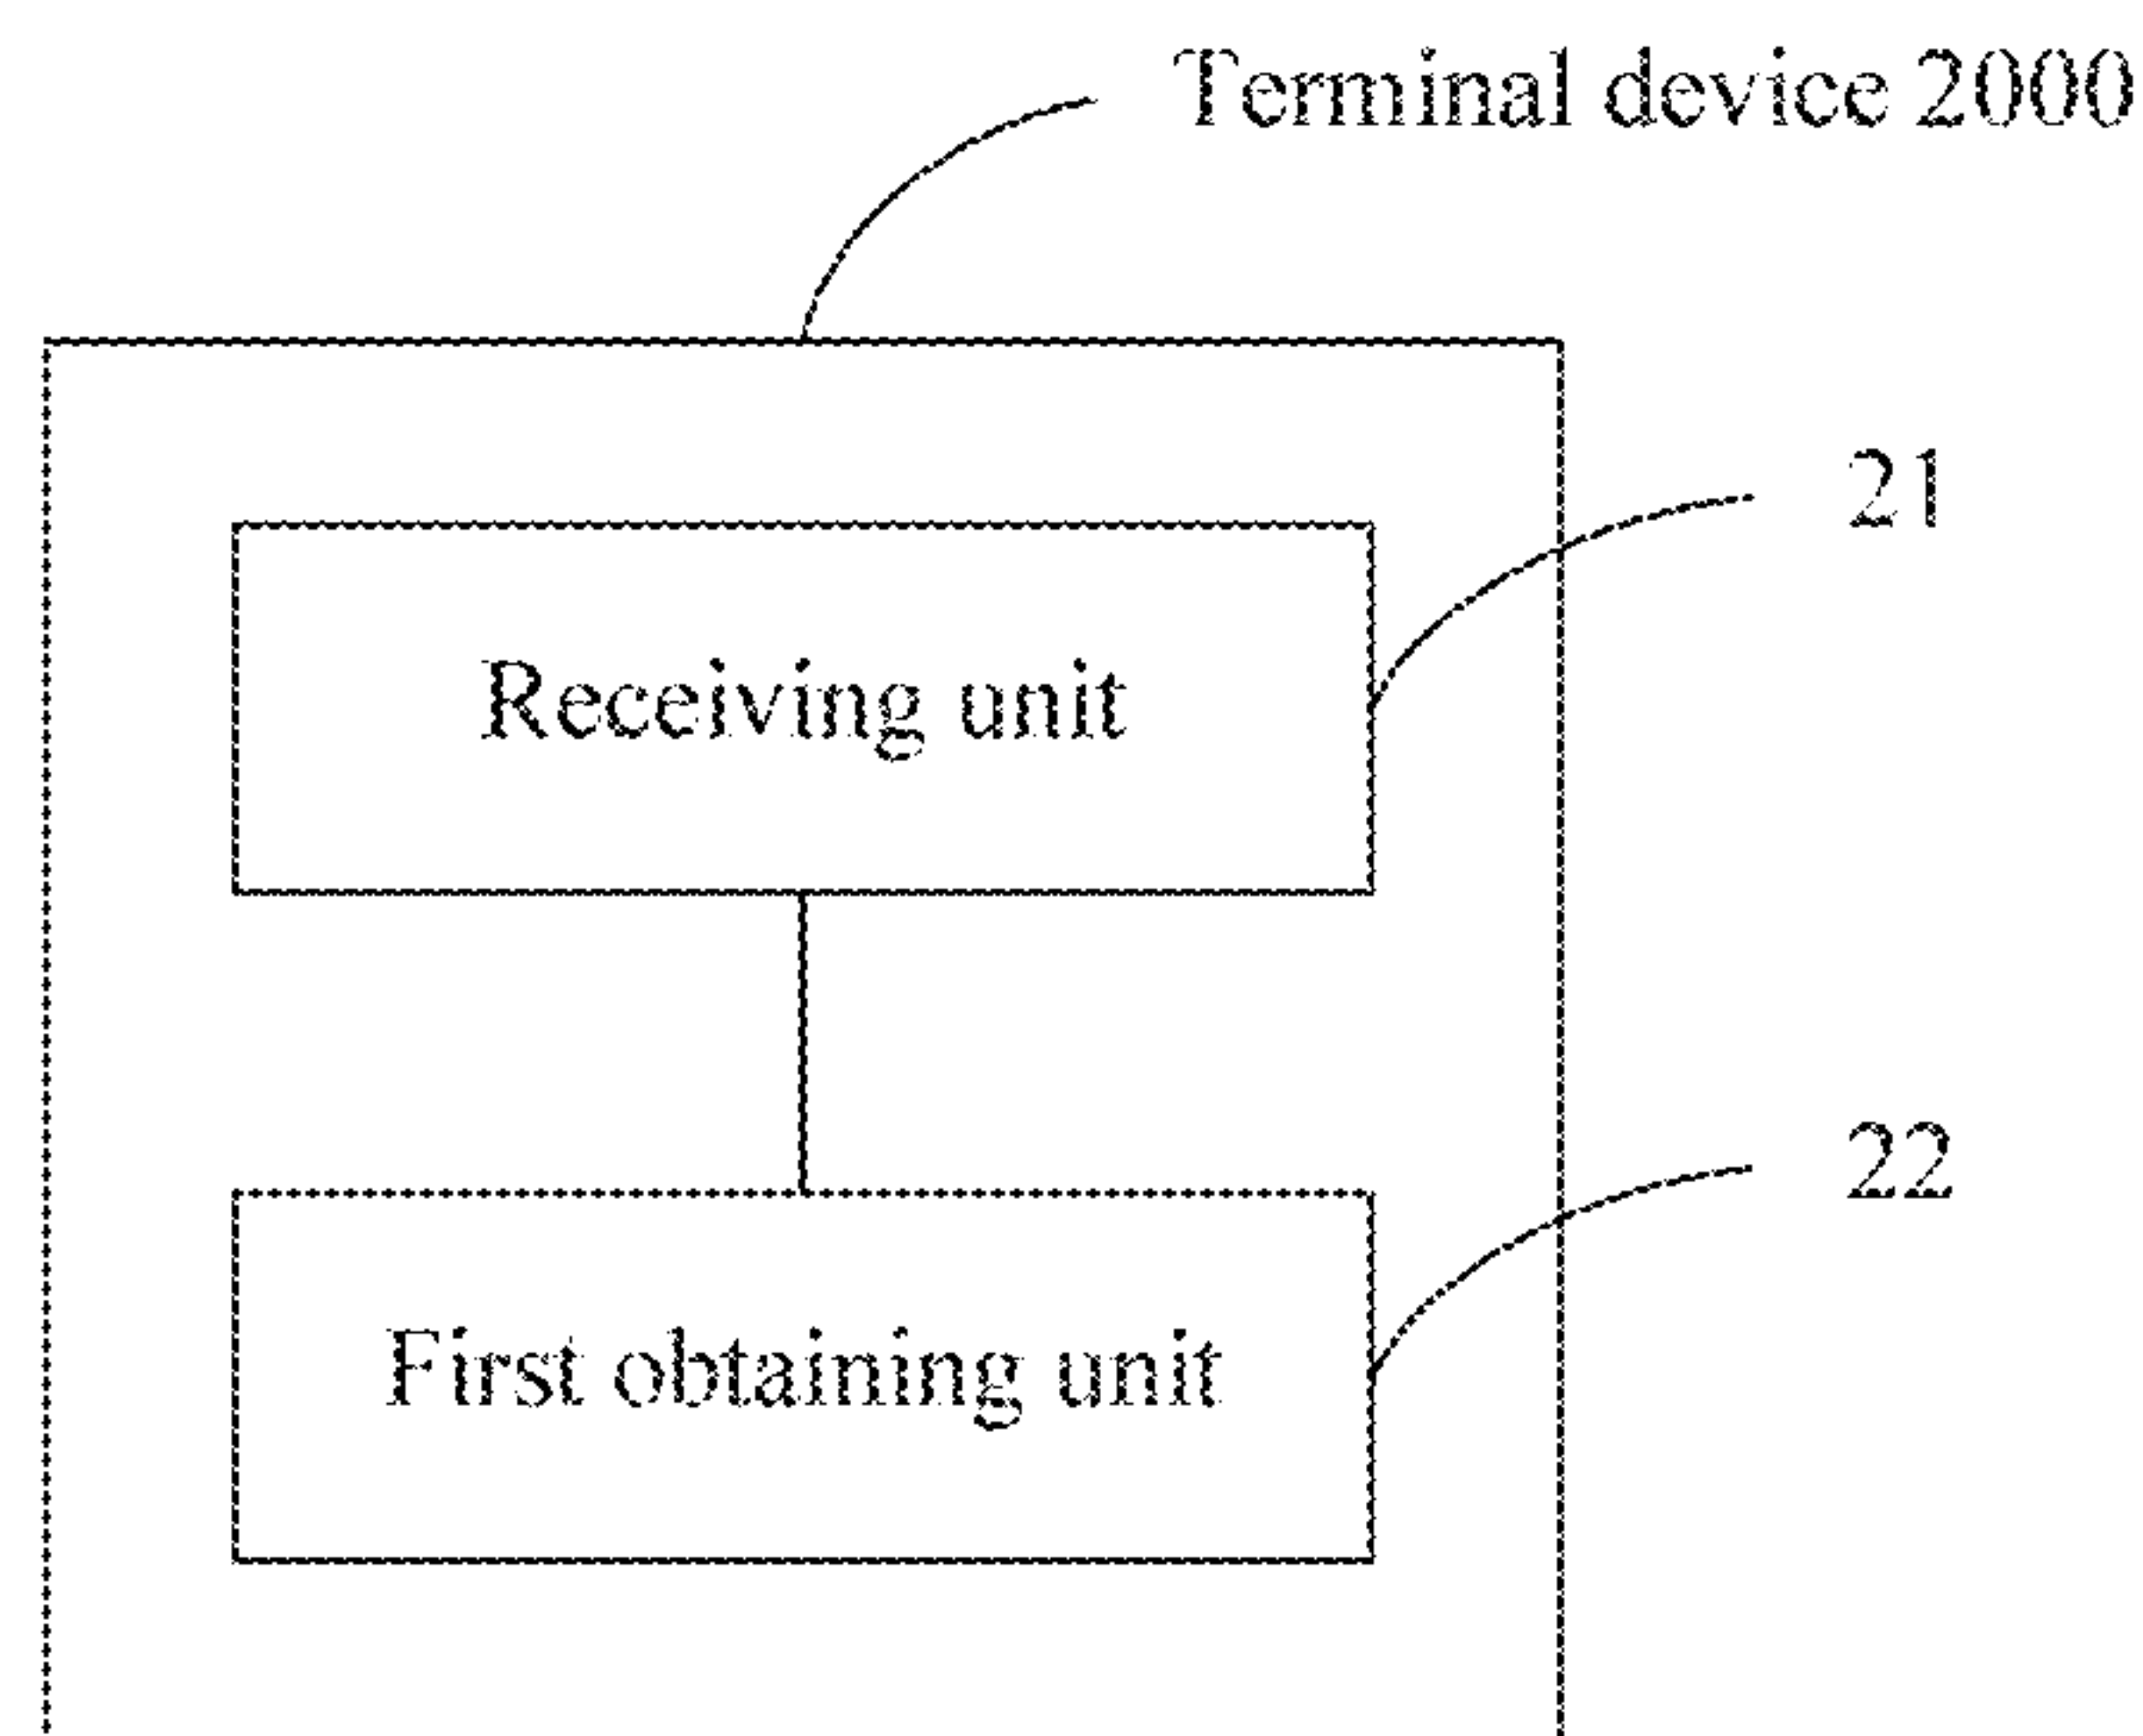 Terminal device 2000
21
Receiving unit
22
First obtaining unit